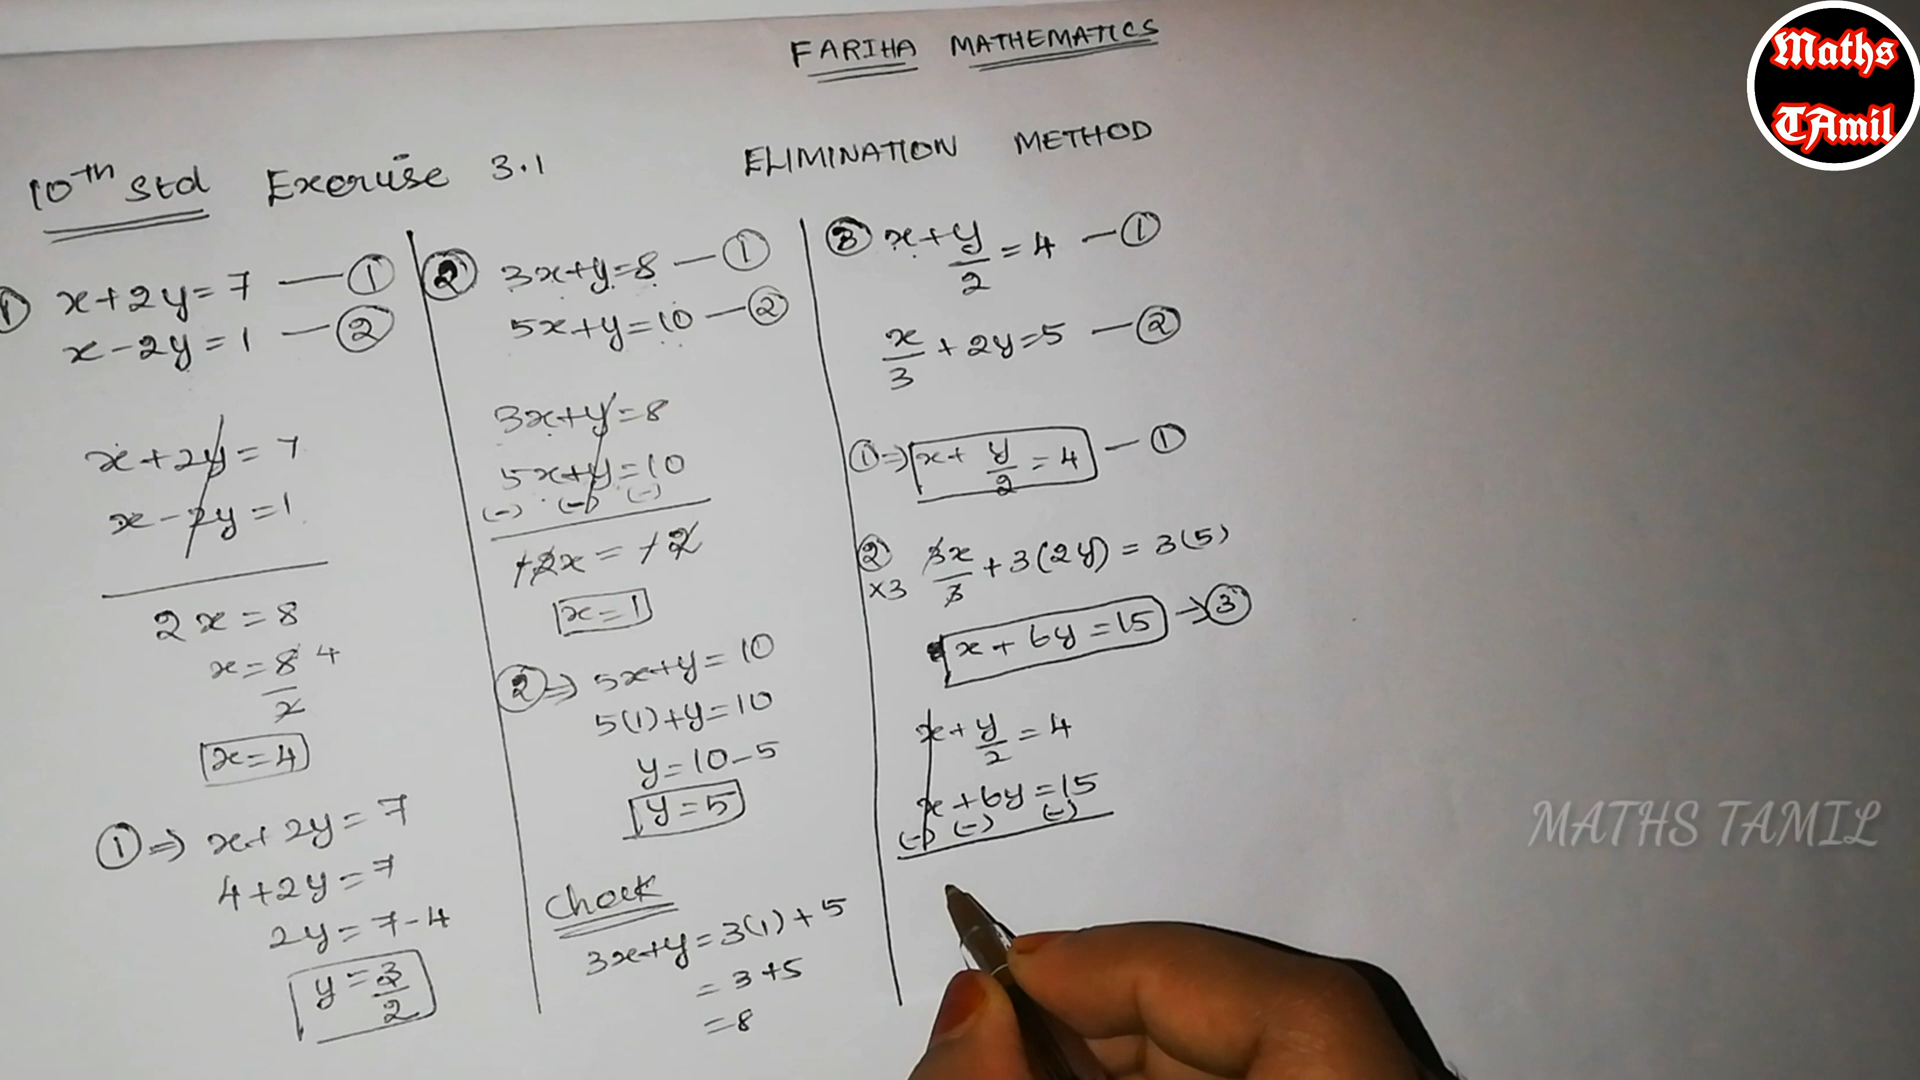 FARIHA MATHEMATICS
Maths
TAmil
10th Std Exercise 3.1 ELIMINATION METHOD
① x+2y=7 — ①
x-2y=1 — ②
x+2y=7
x-2y=1
2x=8
x=8/2 4
x=4
①⇒ x+2y=7
4+2y=7
2y=7-4
y=3/2
② 3x+y=8 — ①
5x+y=10 — ②
3x+y=8
5x+y=10
(-) (-) (-)
+2x=+2
x=1
②⇒ 5x+y=10
5(1)+y=10
y=10-5
y=5
Check
3x+y=3(1)+5
=3+5
=8
③ x+y/2=4 — ①
x/3+2y=5 — ②
①⇒ x+y/2=4 — ①
② ×3 3x/3+3(2y)=3(5)
x+6y=15 → ③
x+y/2=4
x+6y=15
(-) (-) (-)
MATHS TAMIL